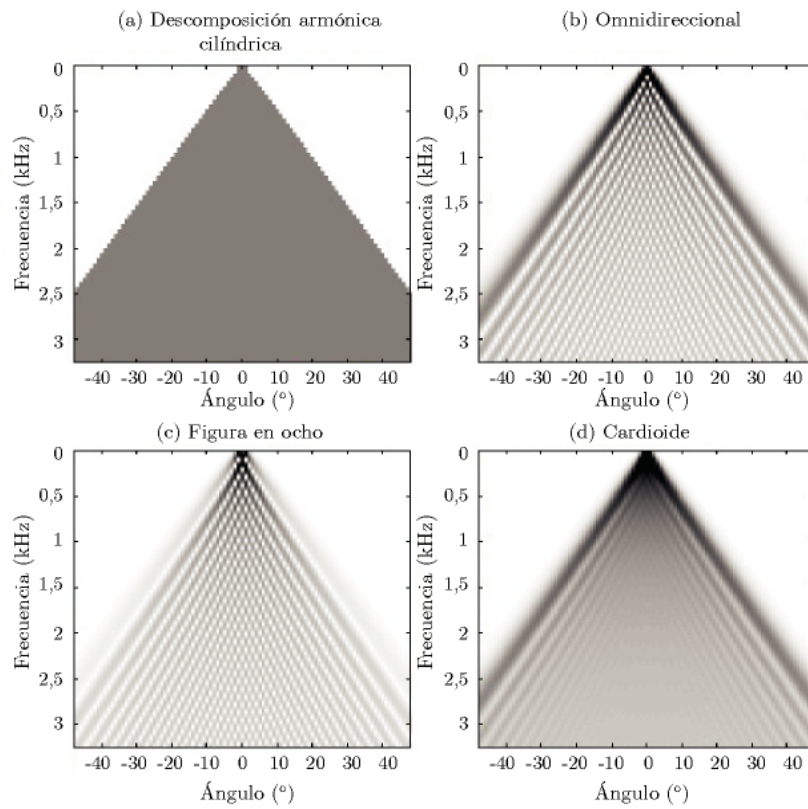 (a) Descomposición armónica
cilíndrica
0
0,5
1
1,5
2
2,5
3
Frecuencia (kHz)
-40 -30 -20 -10 0 10 20 30 40
Ángulo (°)
(b) Omnidireccional
0
0,5
1
1,5
2
2,5
3
Frecuencia (kHz)
-40 -30 -20 -10 0 10 20 30 40
Ángulo (°)
(c) Figura en ocho
0
0,5
1
1,5
2
2,5
3
Frecuencia (kHz)
-40 -30 -20 -10 0 10 20 30 40
Ángulo (°)
(d) Cardioide
0
0,5
1
1,5
2
2,5
3
Frecuencia (kHz)
-40 -30 -20 -10 0 10 20 30 40
Ángulo (°)